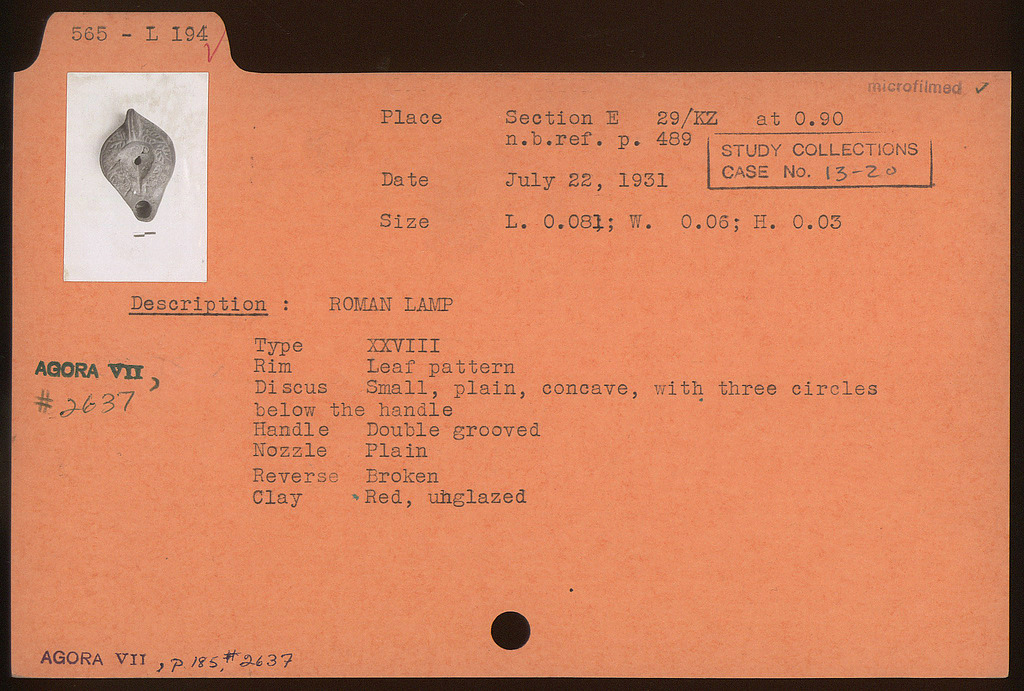 565 - L 194
microfilmed ✓
Place Section E 29/KZ at 0.90
n.b.ref. p. 489
STUDY COLLECTIONS
CASE No. 13-20
Date July 22, 1931
Size L. 0.081; W. 0.06; H. 0.03
Description : ROMAN LAMP
Type XXVIII
Rim Leaf pattern
Discus Small, plain, concave, with three circles
below the handle
Handle Double grooved
Nozzle Plain
Reverse Broken
Clay Red, unglazed
AGORA VII,
# 2637
AGORA VII, p 185, #2637